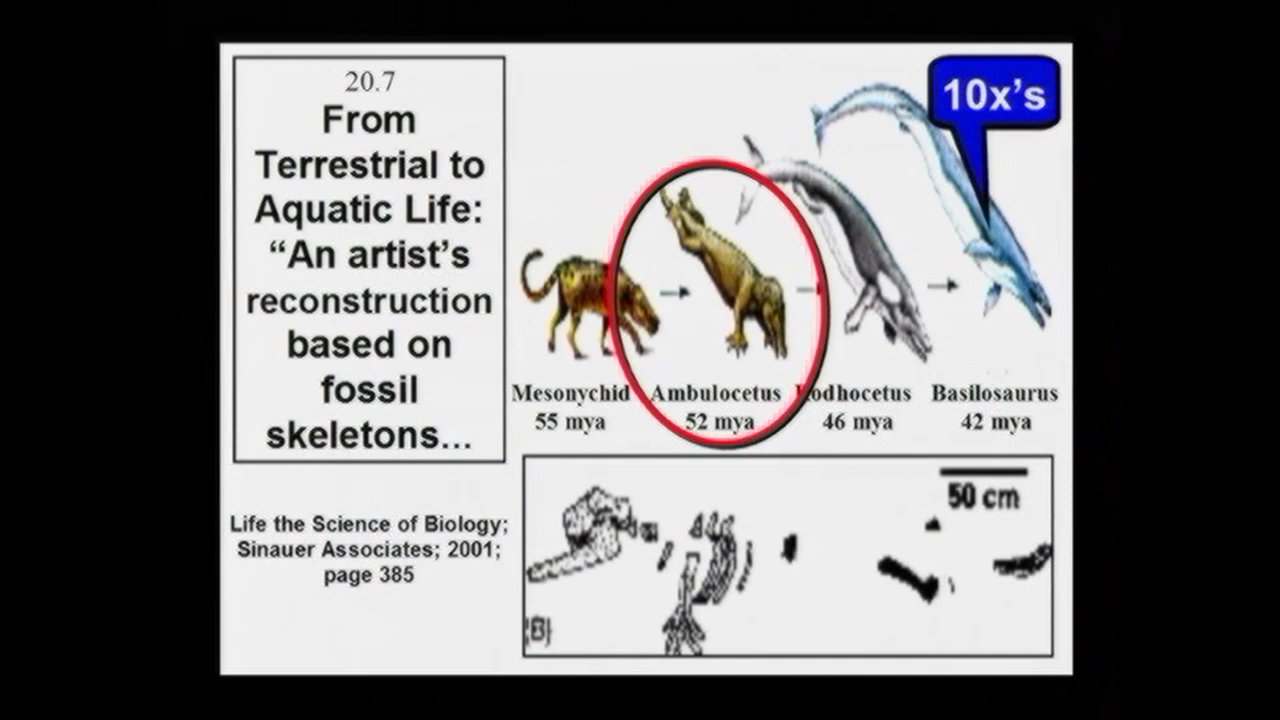 20.7
From
Terrestrial to
Aquatic Life:
“An artist’s
reconstruction
based on
fossil
skeletons...
10x’s
Mesonychid Ambulocetus Rodhocetus Basilosaurus
55 mya 52 mya 46 mya 42 mya
Life the Science of Biology;
Sinauer Associates; 2001;
page 385
50 cm
(B)